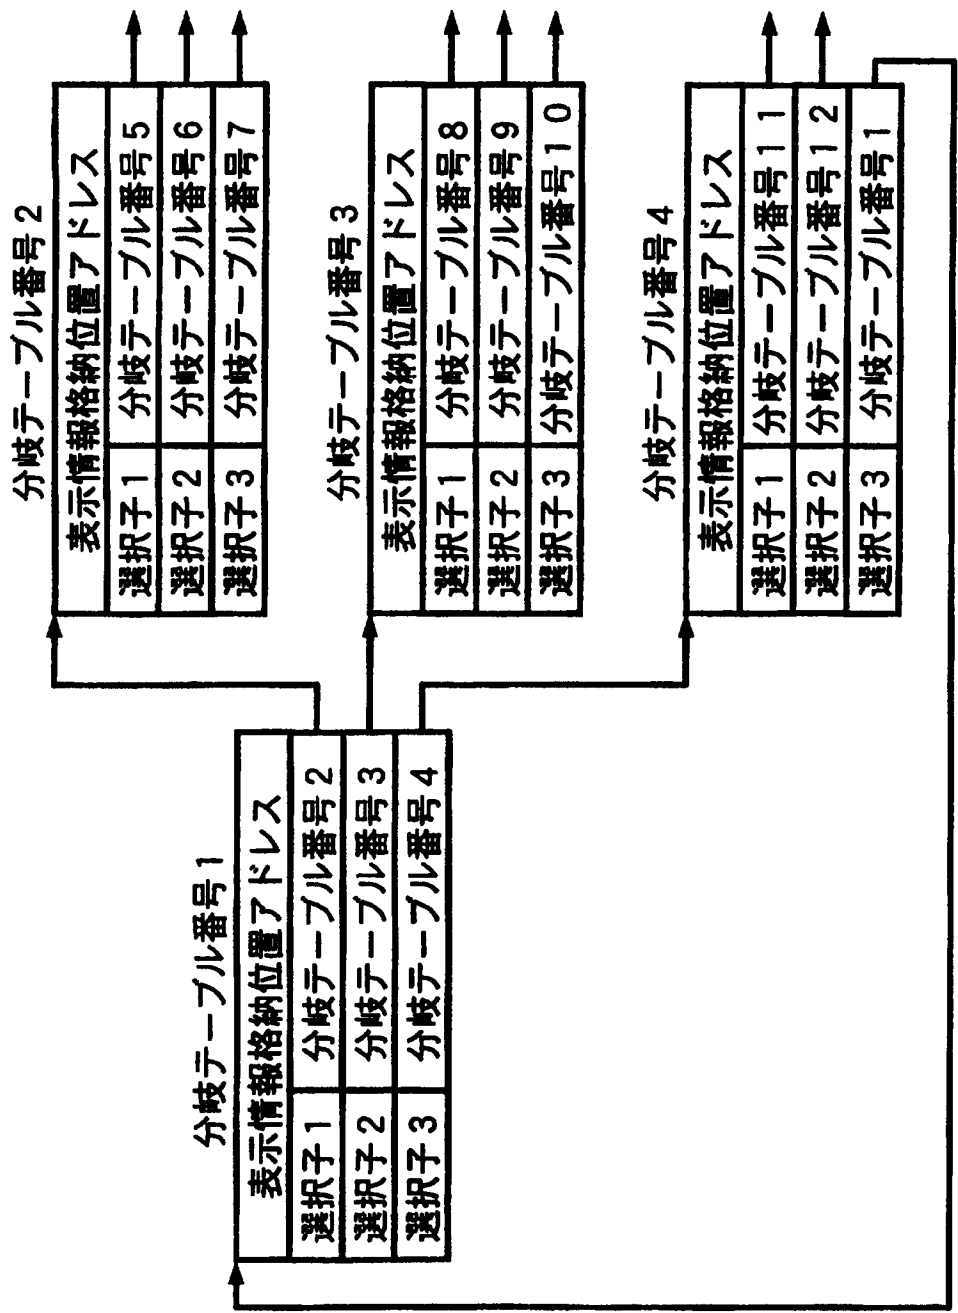 分岐テーブル番号1
表示情報格納位置アドレス
選択子1 分岐テーブル番号2
選択子2 分岐テーブル番号3
選択子3 分岐テーブル番号4
分岐テーブル番号2
表示情報格納位置アドレス
選択子1 分岐テーブル番号5
選択子2 分岐テーブル番号6
選択子3 分岐テーブル番号7
分岐テーブル番号3
表示情報格納位置アドレス
選択子1 分岐テーブル番号8
選択子2 分岐テーブル番号9
選択子3 分岐テーブル番号10
分岐テーブル番号4
表示情報格納位置アドレス
選択子1 分岐テーブル番号11
選択子2 分岐テーブル番号12
選択子3 分岐テーブル番号1